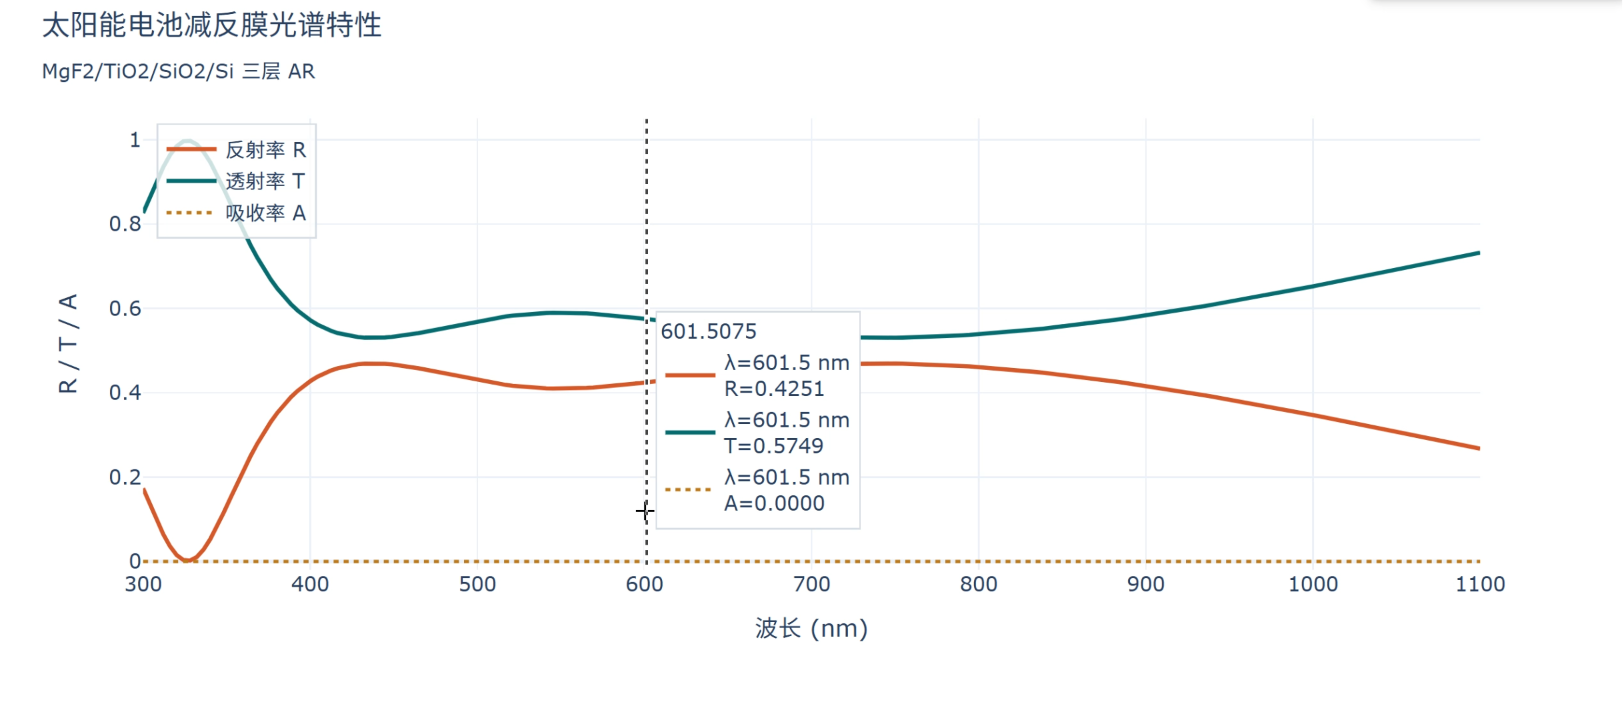 太阳能电池减反膜光谱特性
MgF2/TiO2/SiO2/Si 三层 AR
反射率 R
透射率 T
吸收率 A
R / T / A
1
0.8
0.6
0.4
0.2
0
601.5075
λ=601.5 nm
R=0.4251
λ=601.5 nm
T=0.5749
λ=601.5 nm
A=0.0000
300 400 500 600 700 800 900 1000 1100
波长 (nm)